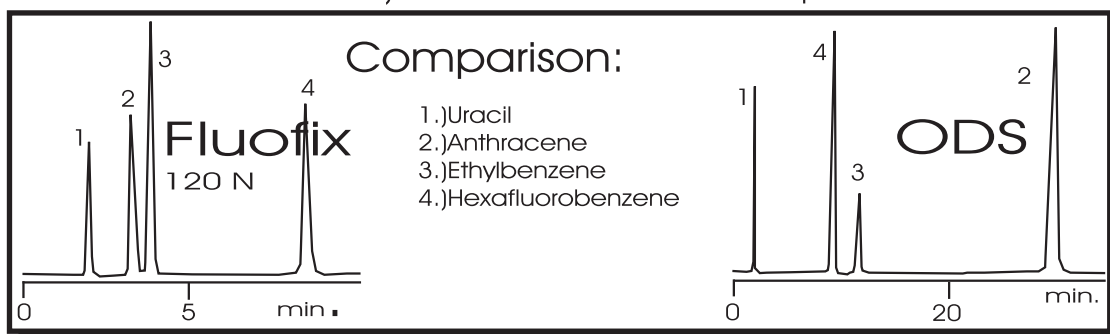 Comparison:
1.)Uracil
2.)Anthracene
3.)Ethylbenzene
4.)Hexafluorobenzene
1
2
3
4
Fluofix
120 N
0
5
min.
1
4
3
2
ODS
0
20
min.